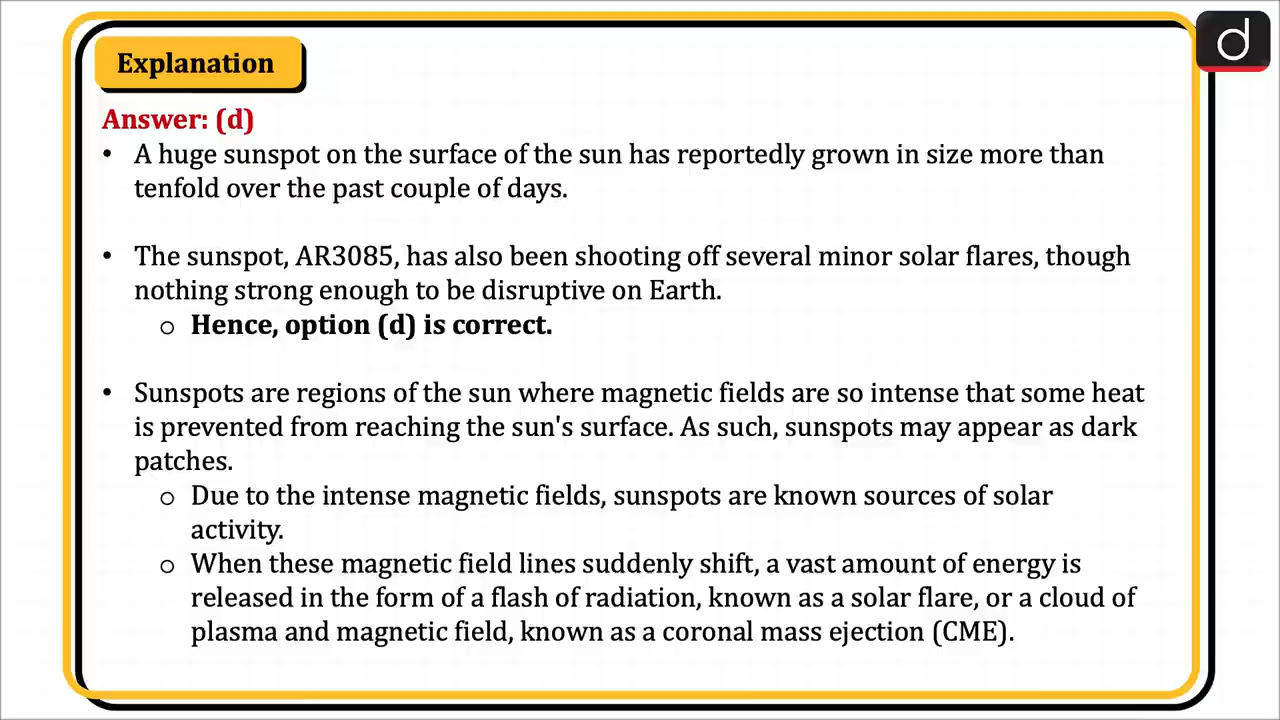 Explanation
d
Answer: (d)
• A huge sunspot on the surface of the sun has reportedly grown in size more than
tenfold over the past couple of days.
• The sunspot, AR3085, has also been shooting off several minor solar flares, though
nothing strong enough to be disruptive on Earth.
o Hence, option (d) is correct.
• Sunspots are regions of the sun where magnetic fields are so intense that some heat
is prevented from reaching the sun's surface. As such, sunspots may appear as dark
patches.
o Due to the intense magnetic fields, sunspots are known sources of solar
activity.
o When these magnetic field lines suddenly shift, a vast amount of energy is
released in the form of a flash of radiation, known as a solar flare, or a cloud of
plasma and magnetic field, known as a coronal mass ejection (CME).